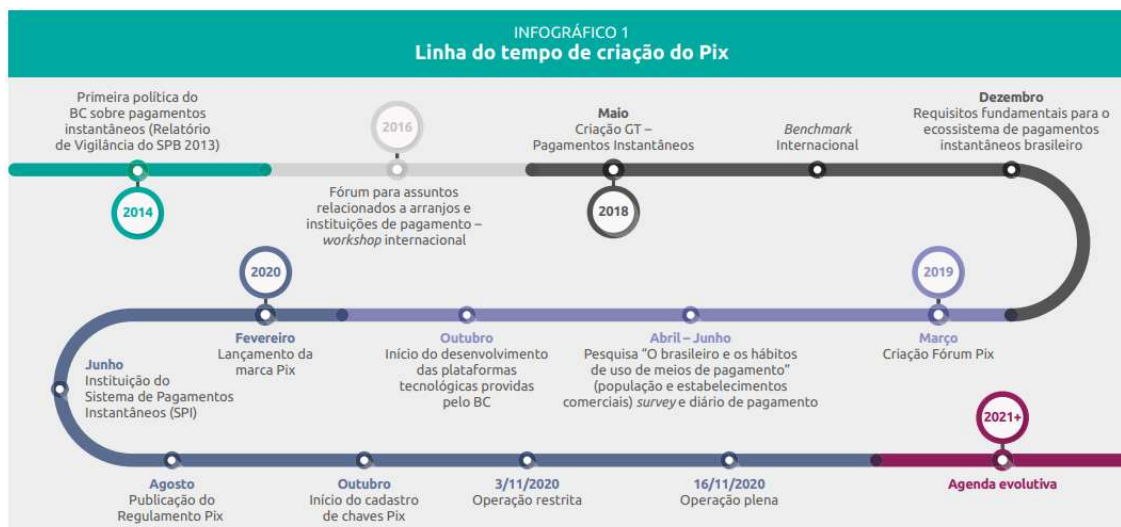 INFOGRÁFICO 1
Linha do tempo de criação do Pix
Primeira política do
BC sobre pagamentos
instantâneos (Relatório
de Vigilância do SPB 2013)
2014
2016
Fórum para assuntos
relacionados a arranjos e
instituições de pagamento –
workshop internacional
Maio
Criação GT –
Pagamentos Instantâneos
2018
Benchmark
Internacional
Dezembro
Requisitos fundamentais para o
ecossistema de pagamentos
instantâneos brasileiro
2019
Março
Criação Fórum Pix
Abril – Junho
Pesquisa “O brasileiro e os hábitos
de uso de meios de pagamento”
(população e estabelecimentos
comerciais) survey e diário de pagamento
Outubro
Início do desenvolvimento
das plataformas
tecnológicas providas
pelo BC
2020
Fevereiro
Lançamento da
marca Pix
Junho
Instituição do
Sistema de Pagamentos
Instantâneos (SPI)
Agosto
Publicação do
Regulamento Pix
Outubro
Início do cadastro
de chaves Pix
3/11/2020
Operação restrita
16/11/2020
Operação plena
2021+
Agenda evolutiva